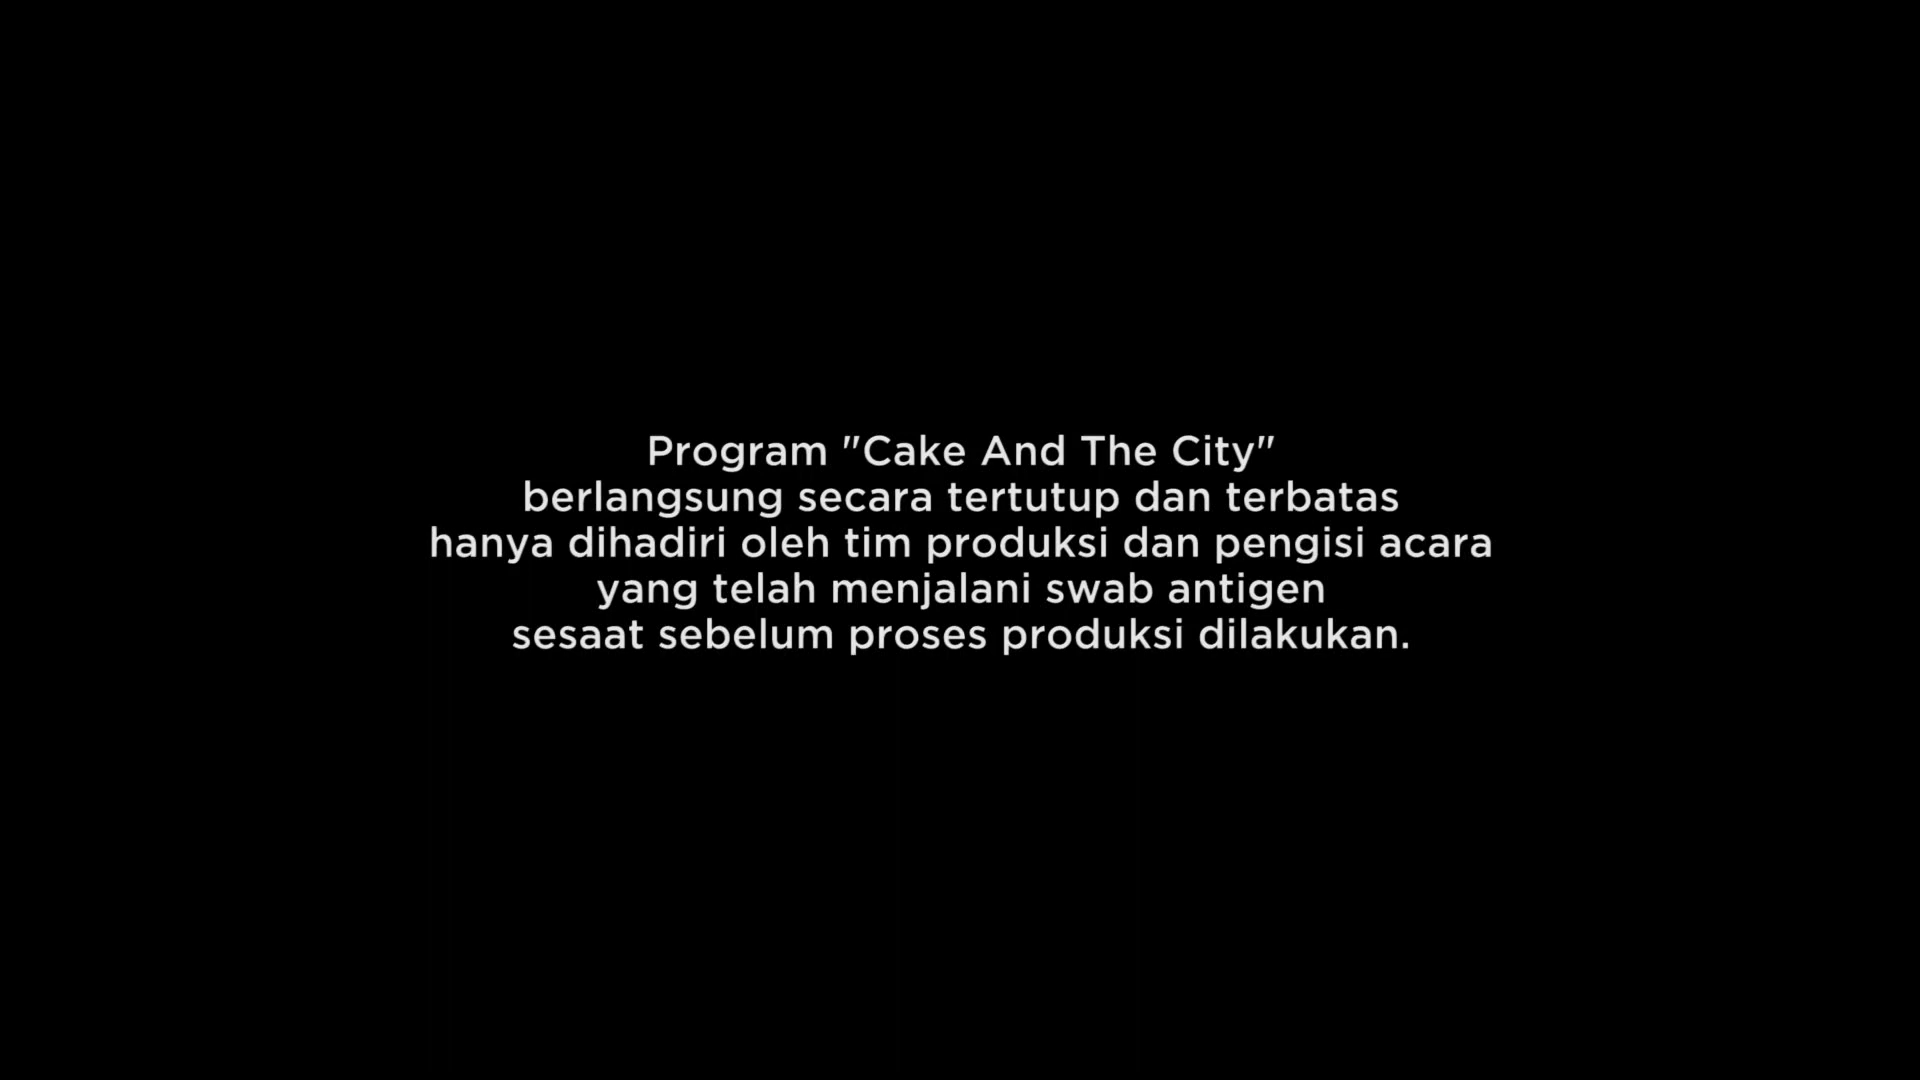 Program "Cake And The City"
berlangsung secara tertutup dan terbatas
hanya dihadiri oleh tim produksi dan pengisi acara
yang telah menjalani swab antigen
sesaat sebelum proses produksi dilakukan.